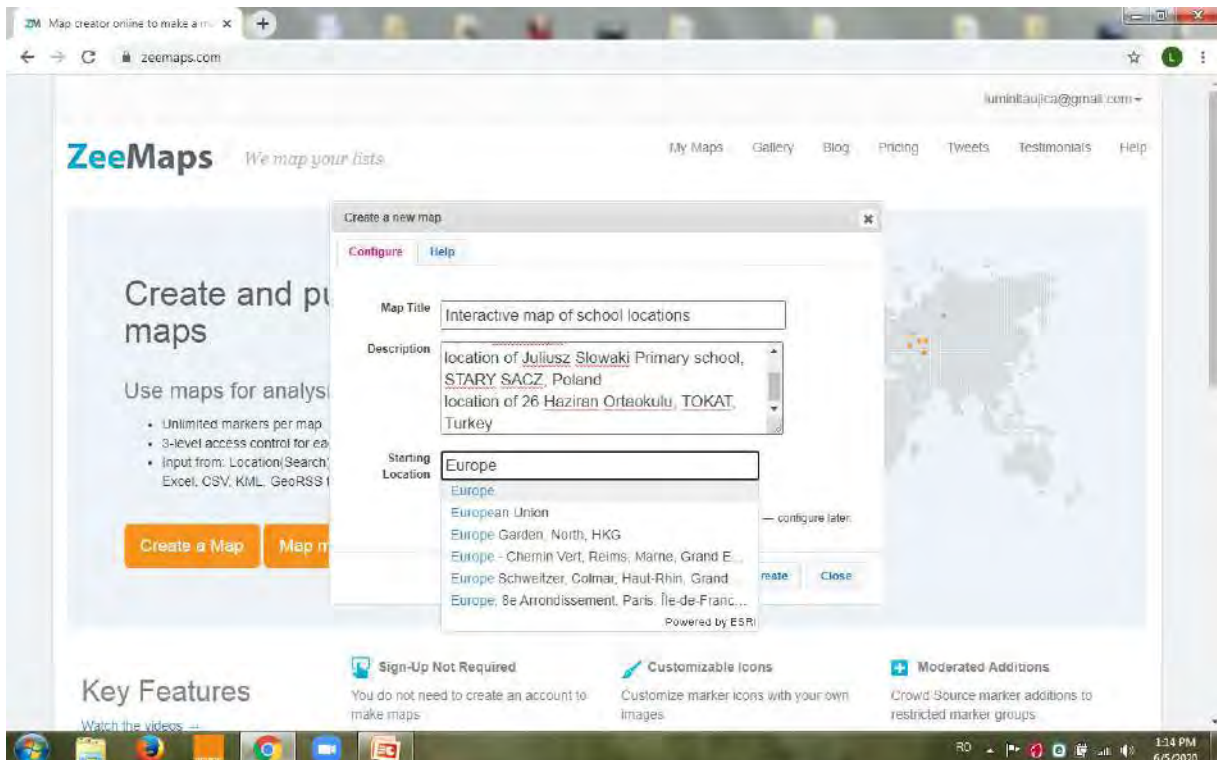 ZM Map creator online to make a m
zeemaps.com
L
luminitaujica@gmail.com
ZeeMaps We map your lists
My Maps Gallery Blog Pricing Tweets Testimonials Help
Create a new map
Configure Help
Create and pu
maps
Map Title
Interactive map of school locations
Description
location of Juliusz Slowaki Primary school,
STARY SACZ, Poland
location of 26 Haziran Ortaokulu, TOKAT,
Turkey
Use maps for analysi
Unlimited markers per map
3-level access control for ea
Input from: Location(Search)
Excel, CSV, KML, GeoRSS f
Starting
Location
Europe
Europe
European Union
Europe Garden, North, HKG
Europe - Chemin Vert, Reims, Marne, Grand E...
Europe Schweitzer, Colmar, Haut-Rhin, Grand
Europe, 8e Arrondissement, Paris, Île-de-Franc...
Powered by ESRI
— configure later.
Create a Map Map m
reate Close
Key Features
Watch the videos →
Sign-Up Not Required
You do not need to create an account to
make maps
Customizable Icons
Customize marker icons with your own
images
Moderated Additions
Crowd Source marker additions to
restricted marker groups
RO
1:14 PM
6/5/2020